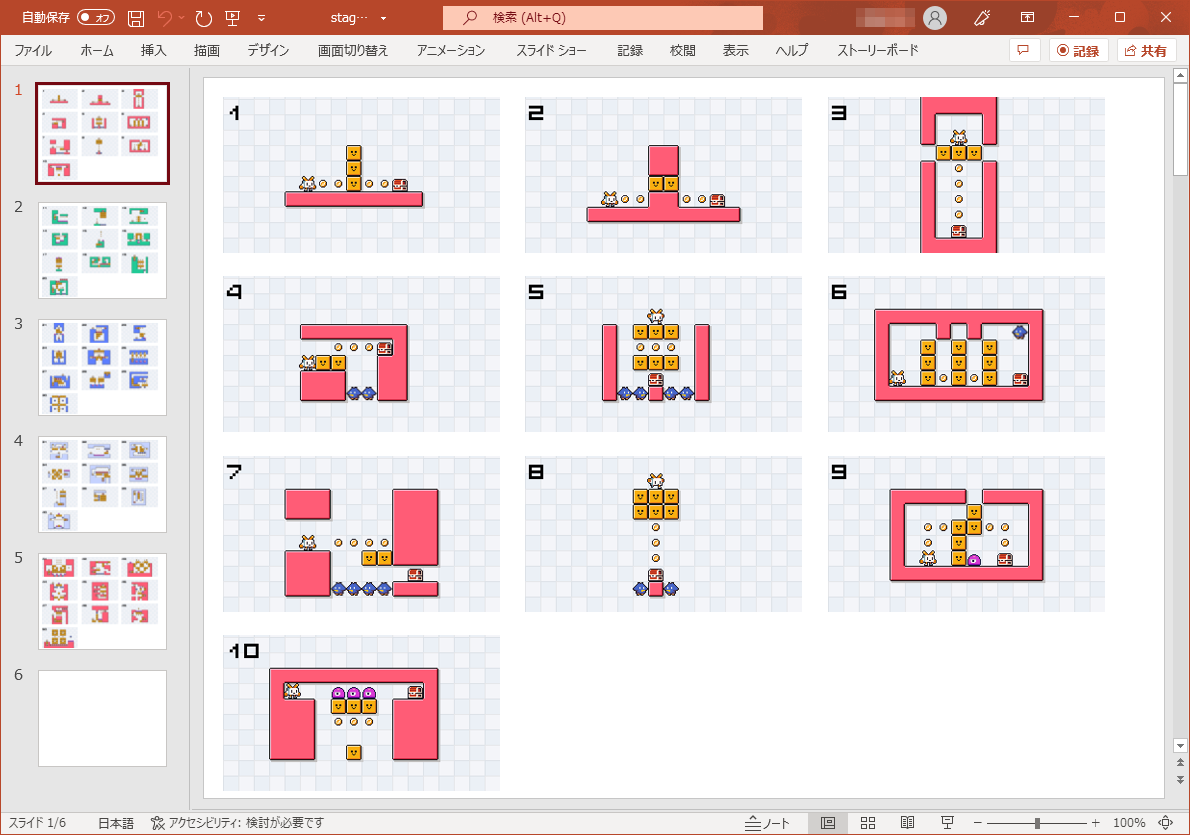 自動保存 オフ stag… 検索 (Alt+Q)
ファイル ホーム 挿入 描画 デザイン 画面切り替え アニメーション スライド ショー 記録 校閲 表示 ヘルプ ストーリーボード 記録 共有
1
2
3
4
5
6
1 2 3
4 5 6
7 8 9
10
スライド 1/6 日本語 アクセシビリティ: 検討が必要です ノート 100%